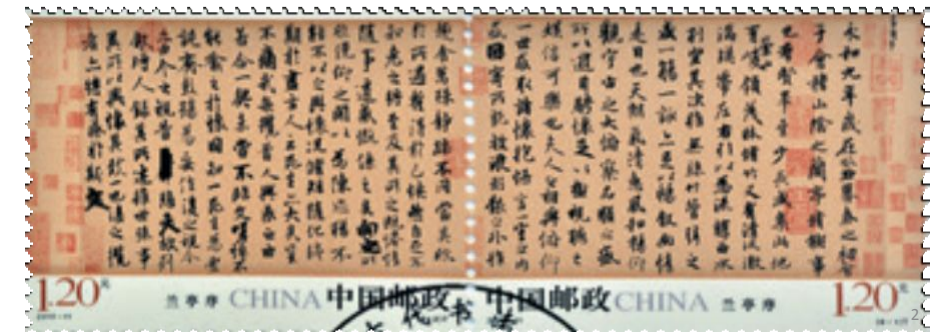 永和九年歲在癸丑暮春之初會
于會稽山陰之蘭亭脩稧事
也羣賢畢至少長咸集此地
有崇山峻領茂林脩竹又有清流激
湍暎帶左右引以為流觴曲水
列坐其次雖無絲竹管弦之
盛一觴一詠亦足以暢敘幽情
是日也天朗氣清惠風和暢仰
觀宇宙之大俯察品類之盛
所以遊目騁懷足以極視聽之
娛信可樂也夫人之相與俯仰
一世或取諸懷抱悟言一室之內
或因寄所託放浪形骸之外雖
趣舍萬殊靜躁不同當其欣
於所遇蹔得於己怏然自足不
知老之將至及其所之既惓情
隨事遷感慨係之矣向之所欣
俛仰之閒以為陳迹猶不
能不以之興懷況脩短隨化終
期於盡古人云死生亦大矣豈
不痛哉每攬昔人興感之由
若合一契未嘗不臨文嗟悼不
能喻之於懷固知一死生為虛
誕齊彭殤為妄作後之視今
亦由今之視昔悲夫故列
敘時人錄其所述雖世殊事
異所以興懷其致一也後之攬
者亦將有感於斯文
1.20元 兰亭序 CHINA 中国邮政
中国邮政 CHINA 兰亭序 1.20元
书
2